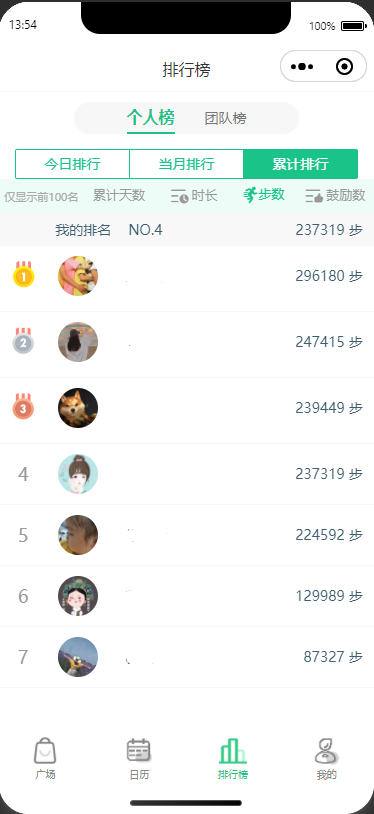 13:54 100%
排行榜
个人榜 团队榜
今日排行 当月排行 累计排行
仅显示前100名 累计天数 时长 步数 鼓励数
我的排名 NO.4 237319 步
1 296180 步
2 247415 步
3 239449 步
4 237319 步
5 224592 步
6 129989 步
7 87327 步
广场 日历 排行榜 我的